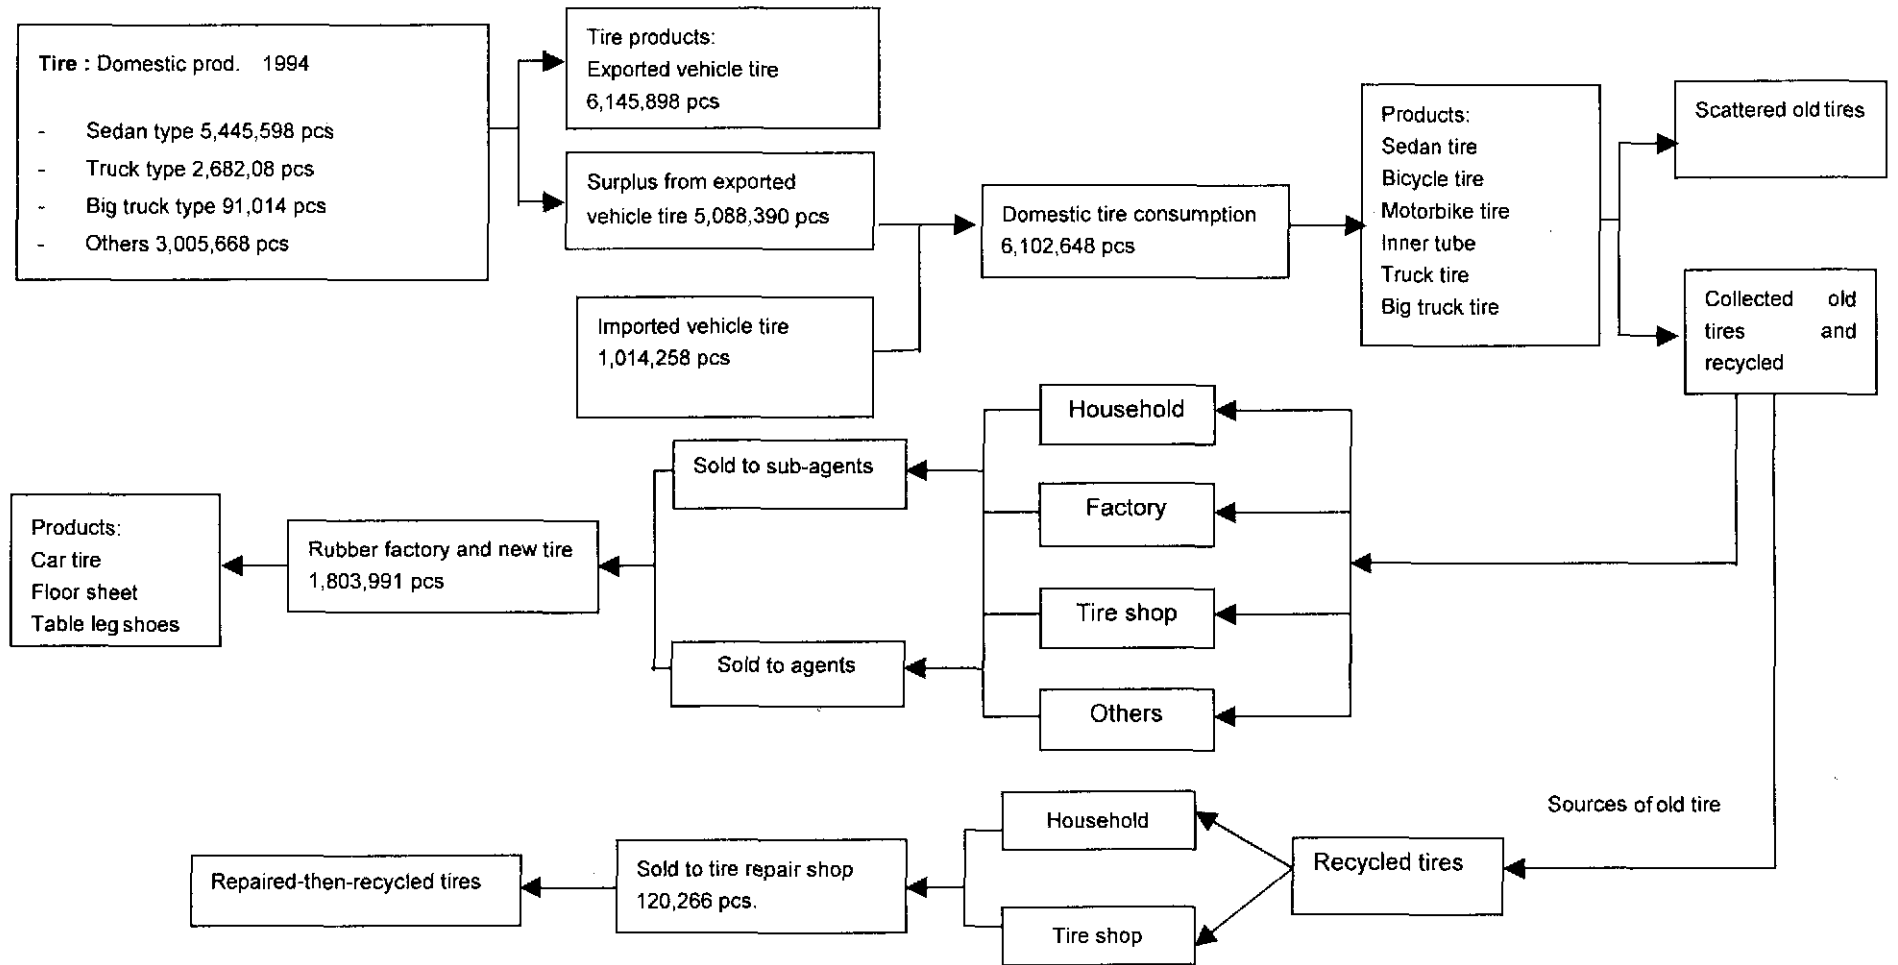 Tire : Domestic prod. 1994
- Sedan type 5,445,598 pcs
- Truck type 2,682,08 pcs
- Big truck type 91,014 pcs
- Others 3,005,668 pcs
Tire products:
Exported vehicle tire
6,145,898 pcs
Surplus from exported
vehicle tire 5,088,390 pcs
Imported vehicle tire
1,014,258 pcs
Domestic tire consumption
6,102,648 pcs
Products:
Sedan tire
Bicycle tire
Motorbike tire
Inner tube
Truck tire
Big truck tire
Scattered old tires
Collected old
tires and
recycled
Household
Factory
Tire shop
Others
Sold to sub-agents
Sold to agents
Rubber factory and new tire
1,803,991 pcs
Products:
Car tire
Floor sheet
Table leg shoes
Sources of old tire
Recycled tires
Household
Tire shop
Sold to tire repair shop
120,266 pcs.
Repaired-then-recycled tires